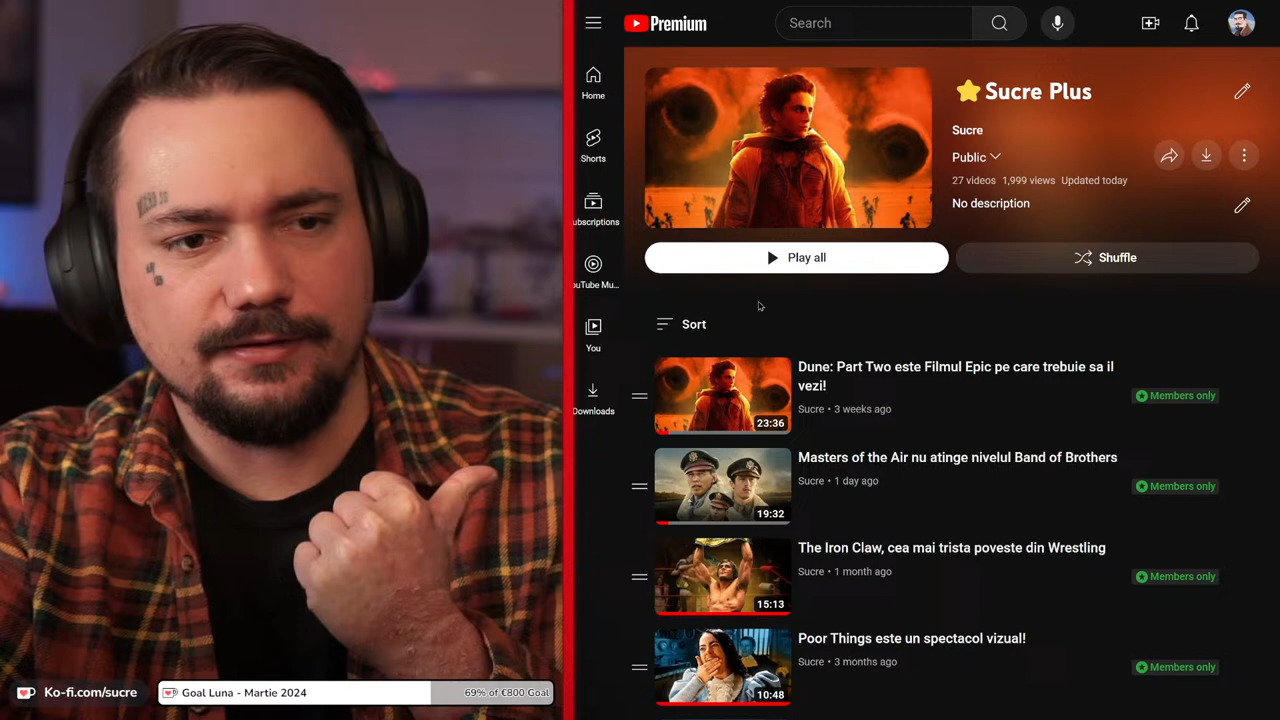 Premium
Search
Home
Shorts
ubscriptions
ouTube Mu...
You
Downloads
Sucre Plus
Sucre
Public
27 videos 1,999 views Updated today
No description
Play all
Shuffle
Sort
23:36
Dune: Part Two este Filmul Epic pe care trebuie sa il
vezi!
Sucre • 3 weeks ago
Members only
19:32
Masters of the Air nu atinge nivelul Band of Brothers
Sucre • 1 day ago
Members only
15:13
The Iron Claw, cea mai trista poveste din Wrestling
Sucre • 1 month ago
Members only
10:48
Poor Things este un spectacol vizual!
Sucre • 3 months ago
Members only
Ko-fi.com/sucre
Goal Luna - Martie 2024
69% of €800 Goal